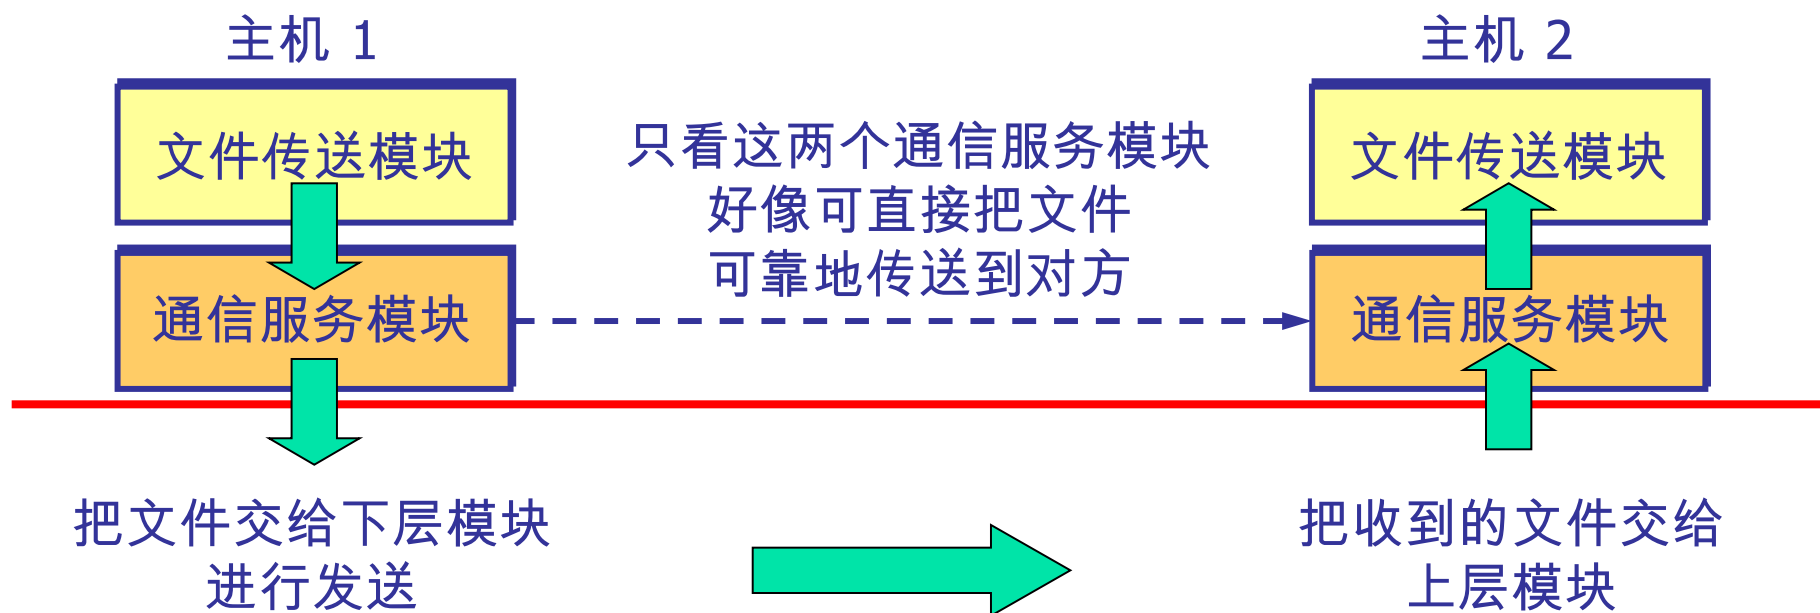 主机 1
主机 2
文件传送模块
只看这两个通信服务模块
好像可直接把文件
可靠地传送到对方
文件传送模块
通信服务模块
通信服务模块
把文件交给下层模块
进行发送
把收到的文件交给
上层模块